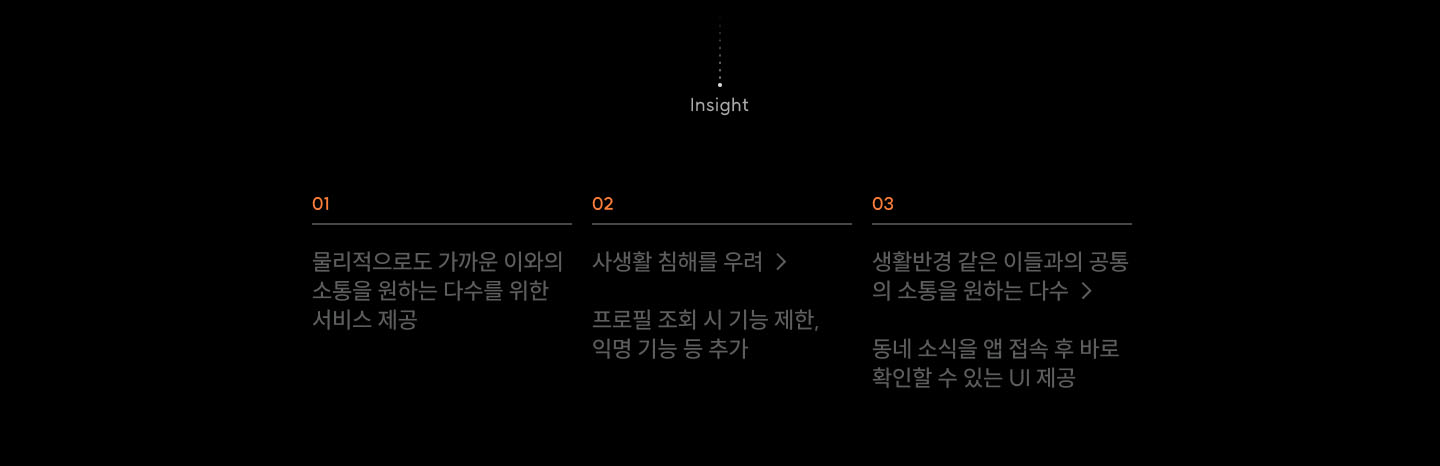 Insight
01
물리적으로도 가까운 이와의
소통을 원하는 다수를 위한
서비스 제공
02
사생활 침해를 우려 >
프로필 조회 시 기능 제한,
익명 기능 등 추가
03
생활반경 같은 이들과의 공통
의 소통을 원하는 다수 >
동네 소식을 앱 접속 후 바로
확인할 수 있는 UI 제공